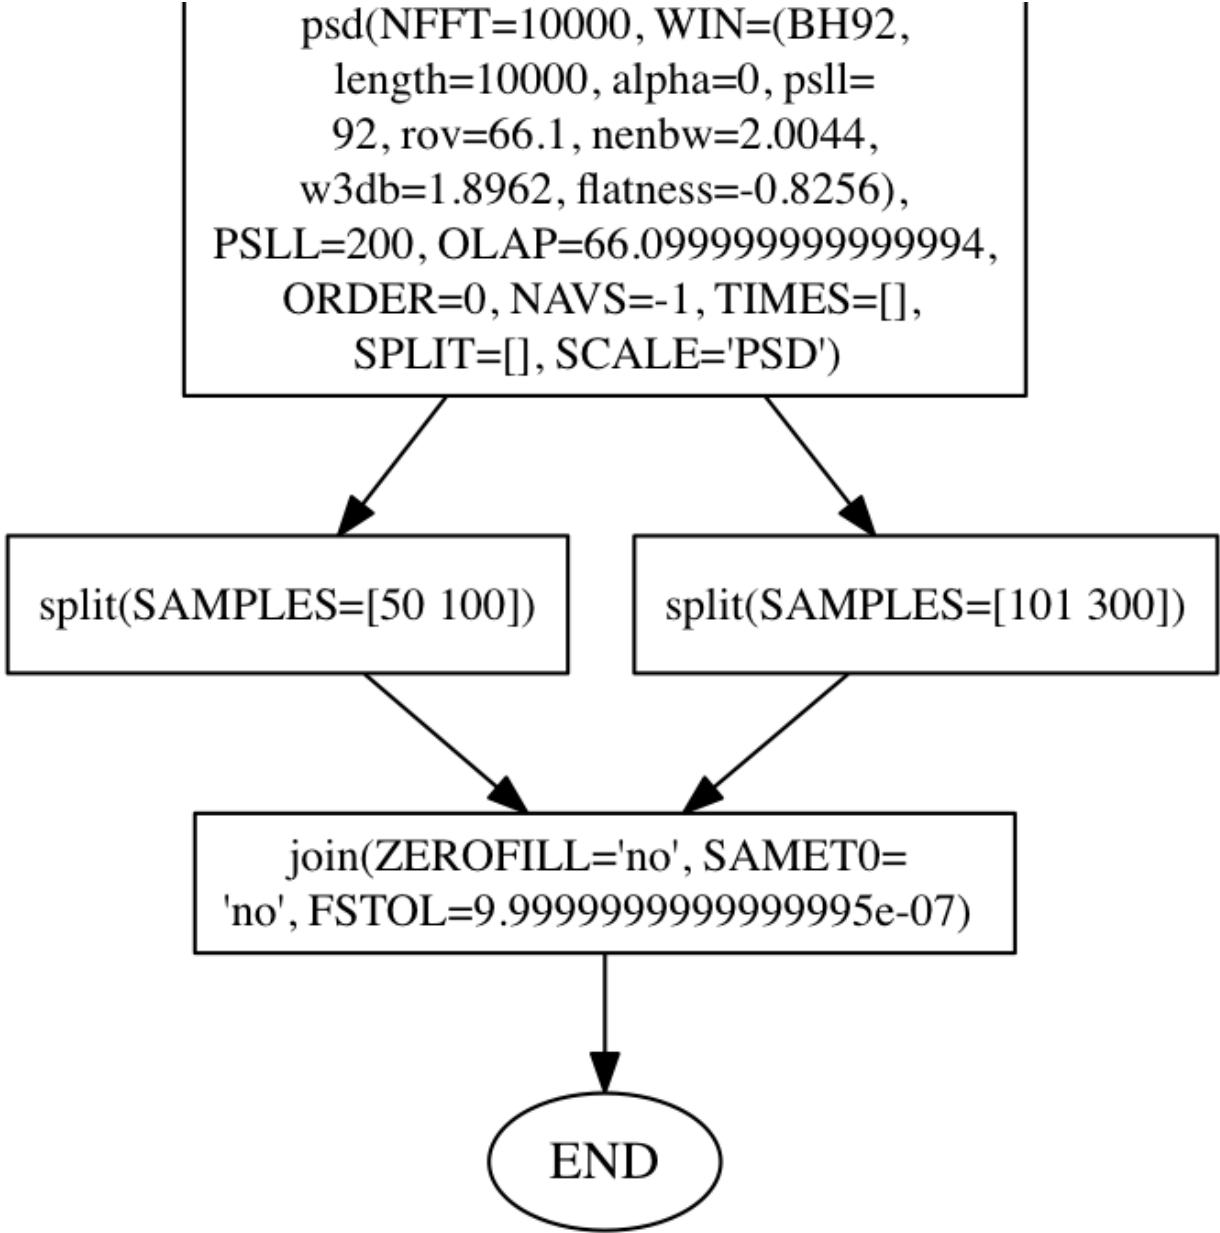 psd(NFFT=10000, WIN=(BH92,
length=10000, alpha=0, psll=
92, rov=66.1, nenbw=2.0044,
w3db=1.8962, flatness=-0.8256),
PSLL=200, OLAP=66.099999999999994,
ORDER=0, NAVS=-1, TIMES=[],
SPLIT=[], SCALE='PSD')
split(SAMPLES=[50 100])
split(SAMPLES=[101 300])
join(ZEROFILL='no', SAMET0=
'no', FSTOL=9.9999999999999995e-07)
END